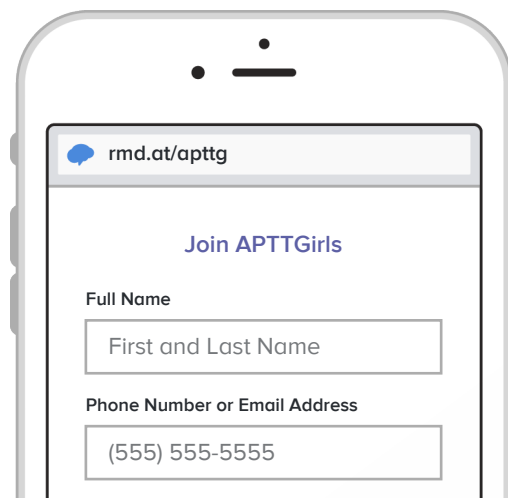 rmd.at/apttg
Join APTTGirls
Full Name
First and Last Name
Phone Number or Email Address
(555) 555-5555